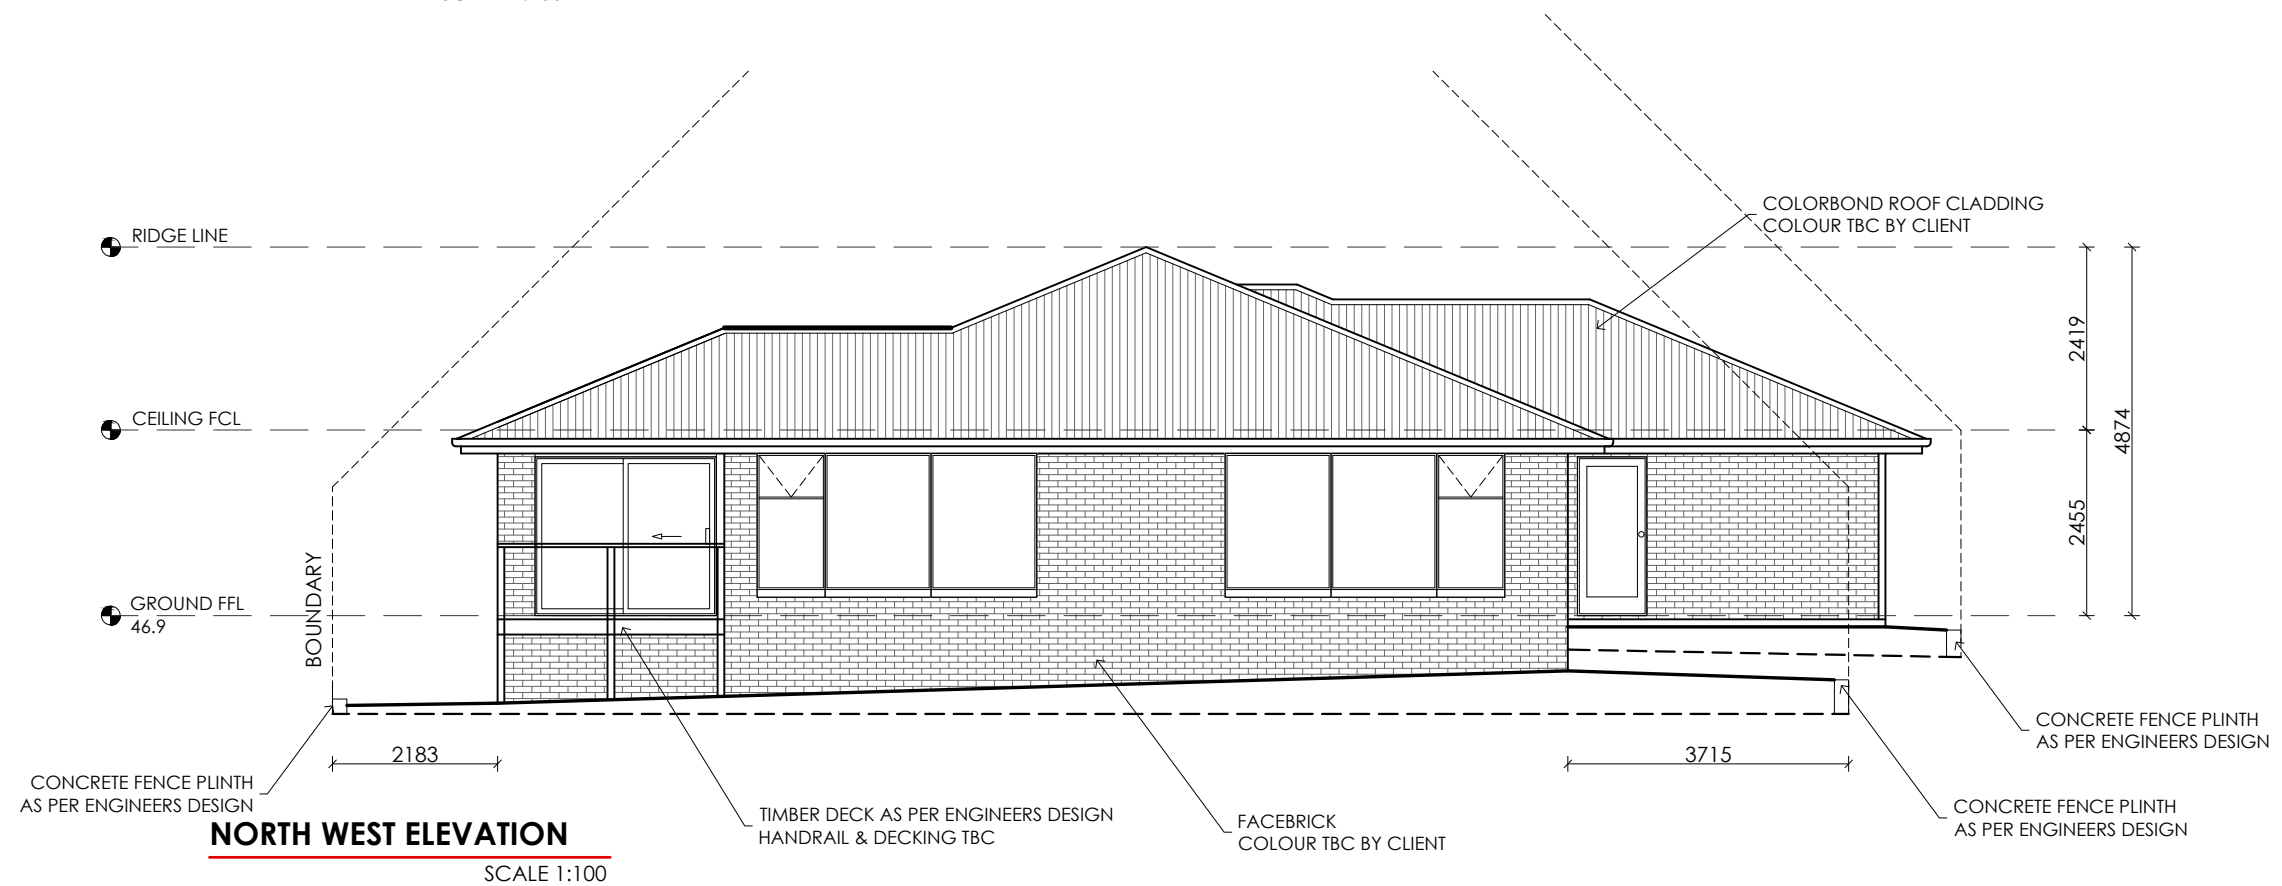 RIDGE LINE
COLORBOND ROOF CLADDING
COLOUR TBC BY CLIENT
CEILING FCL
2419
4874
2455
GROUND FFL
46.9
BOUNDARY
CONCRETE FENCE PLINTH
AS PER ENGINEERS DESIGN
2183
3715
CONCRETE FENCE PLINTH
AS PER ENGINEERS DESIGN
TIMBER DECK AS PER ENGINEERS DESIGN
HANDRAIL & DECKING TBC
FACEBRICK
COLOUR TBC BY CLIENT
CONCRETE FENCE PLINTH
AS PER ENGINEERS DESIGN
NORTH WEST ELEVATION
SCALE 1:100